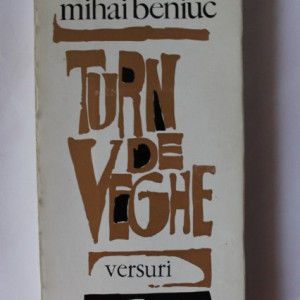 mihai beniuc
TURN
DE
VEGHE
versuri